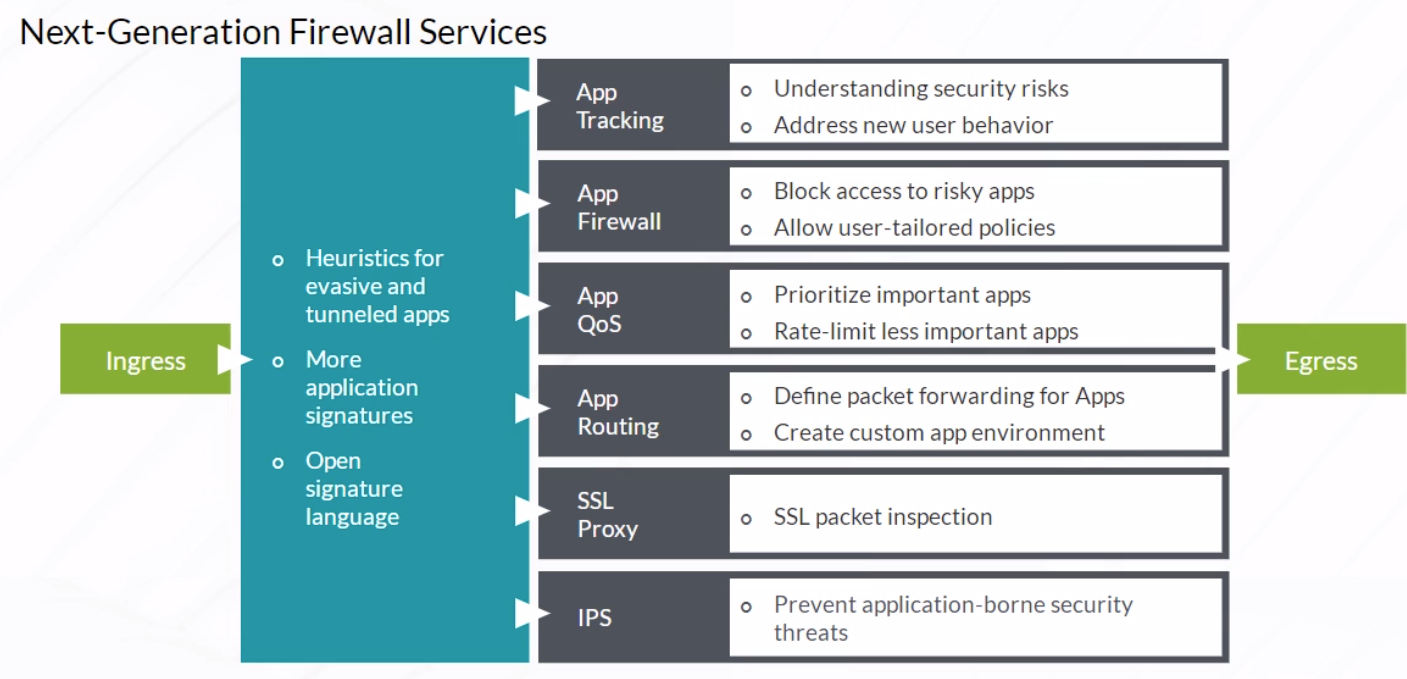 Next-Generation Firewall Services
Ingress
Heuristics for
evasive and
tunneled apps
More
application
signatures
Open
signature
language
App
Tracking
Understanding security risks
Address new user behavior
App
Firewall
Block access to risky apps
Allow user-tailored policies
App
QoS
Prioritize important apps
Rate-limit less important apps
App
Routing
Define packet forwarding for Apps
Create custom app environment
SSL
Proxy
SSL packet inspection
IPS
Prevent application-borne security
threats
Egress